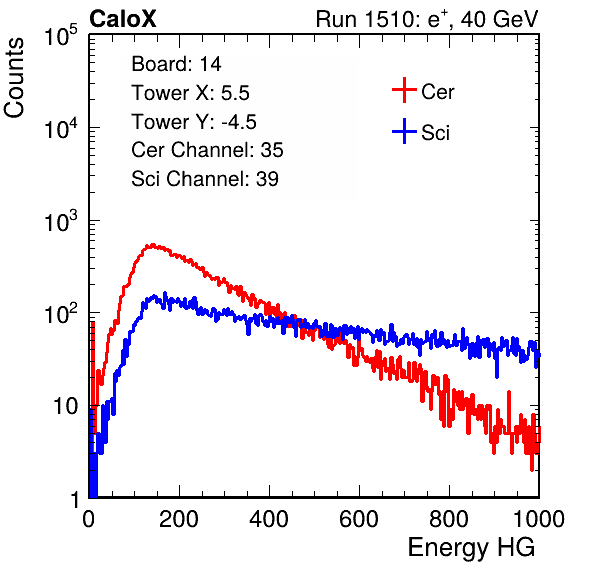 CaloX
Run 1510: e⁺, 40 GeV
Board: 14
Tower X: 5.5
Tower Y: -4.5
Cer Channel: 35
Sci Channel: 39
Cer
Sci
Counts
10⁵
10⁴
10³
10²
10
1
0 200 400 600 800 1000
Energy HG